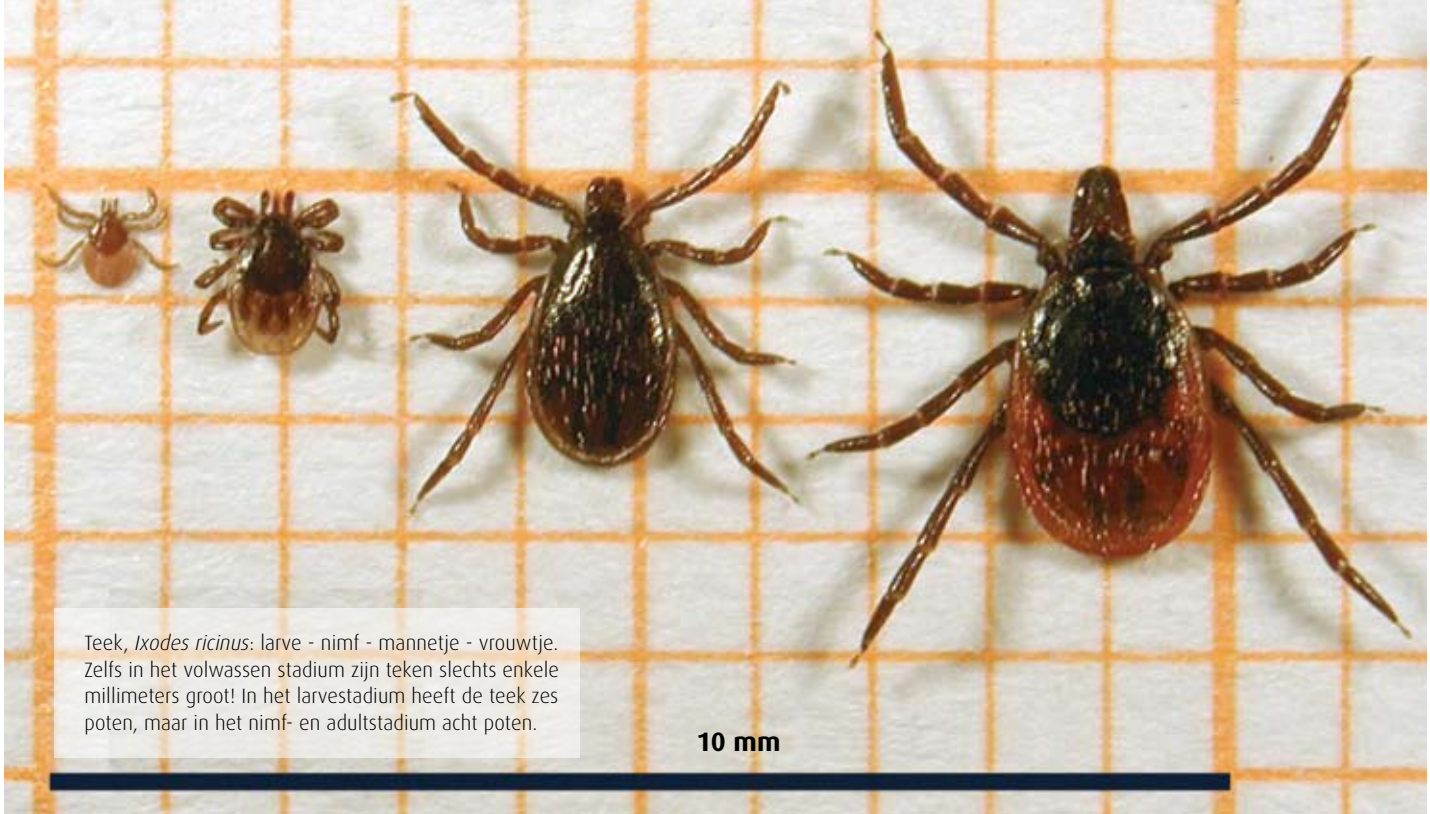 Teek, Ixodes ricinus: larve - nimf - mannetje - vrouwtje.
Zelfs in het volwassen stadium zijn teken slechts enkele
millimeters groot! In het larvestadium heeft de teek zes
poten, maar in het nimf- en adultstadium acht poten.
10 mm